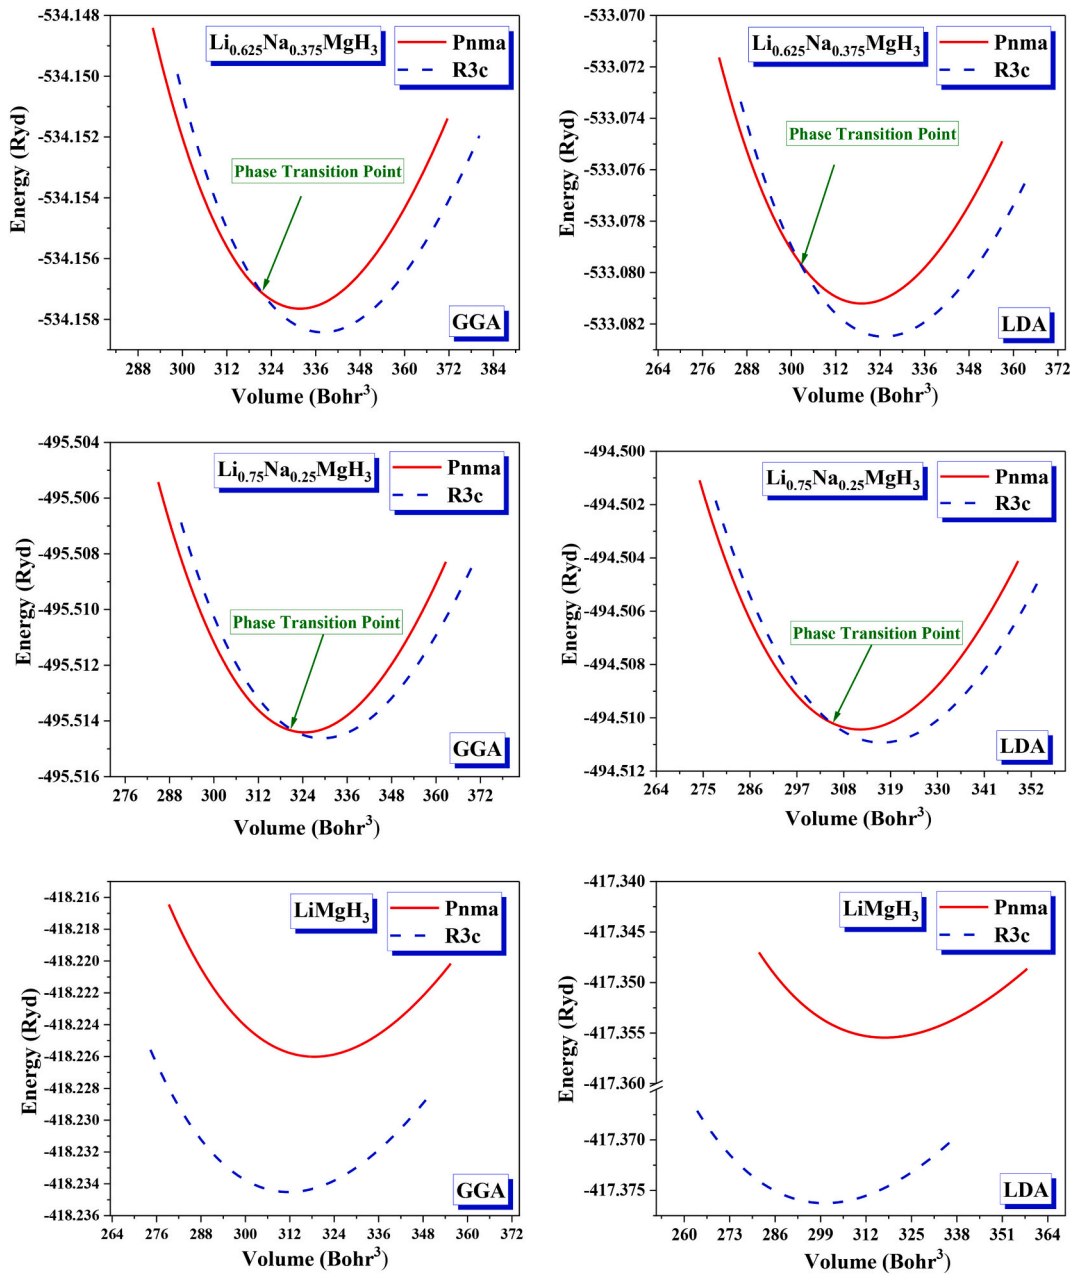 Li0.625Na0.375MgH3
Pnma
R3c
Phase Transition Point
GGA
Energy (Ryd)
-534.148
-534.150
-534.152
-534.154
-534.156
-534.158
288 300 312 324 336 348 360 372 384
Volume (Bohr3)
Li0.625Na0.375MgH3
Pnma
R3c
Phase Transition Point
LDA
Energy (Ryd)
-533.070
-533.072
-533.074
-533.076
-533.078
-533.080
-533.082
264 276 288 300 312 324 336 348 360 372
Volume (Bohr3)
Li0.75Na0.25MgH3
Pnma
R3c
Phase Transition Point
GGA
Energy (Ryd)
-495.504
-495.506
-495.508
-495.510
-495.512
-495.514
-495.516
276 288 300 312 324 336 348 360 372
Volume (Bohr3)
Li0.75Na0.25MgH3
Pnma
R3c
Phase Transition Point
LDA
Energy (Ryd)
-494.500
-494.502
-494.504
-494.506
-494.508
-494.510
-494.512
264 275 286 297 308 319 330 341 352
Volume (Bohr3)
LiMgH3
Pnma
R3c
GGA
Energy (Ryd)
-418.216
-418.218
-418.220
-418.222
-418.224
-418.226
-418.228
-418.230
-418.232
-418.234
-418.236
264 276 288 300 312 324 336 348 360 372
Volume (Bohr3)
LiMgH3
Pnma
R3c
LDA
Energy (Ryd)
-417.340
-417.345
-417.350
-417.355
-417.360
-417.370
-417.375
260 273 286 299 312 325 338 351 364
Volume (Bohr3)